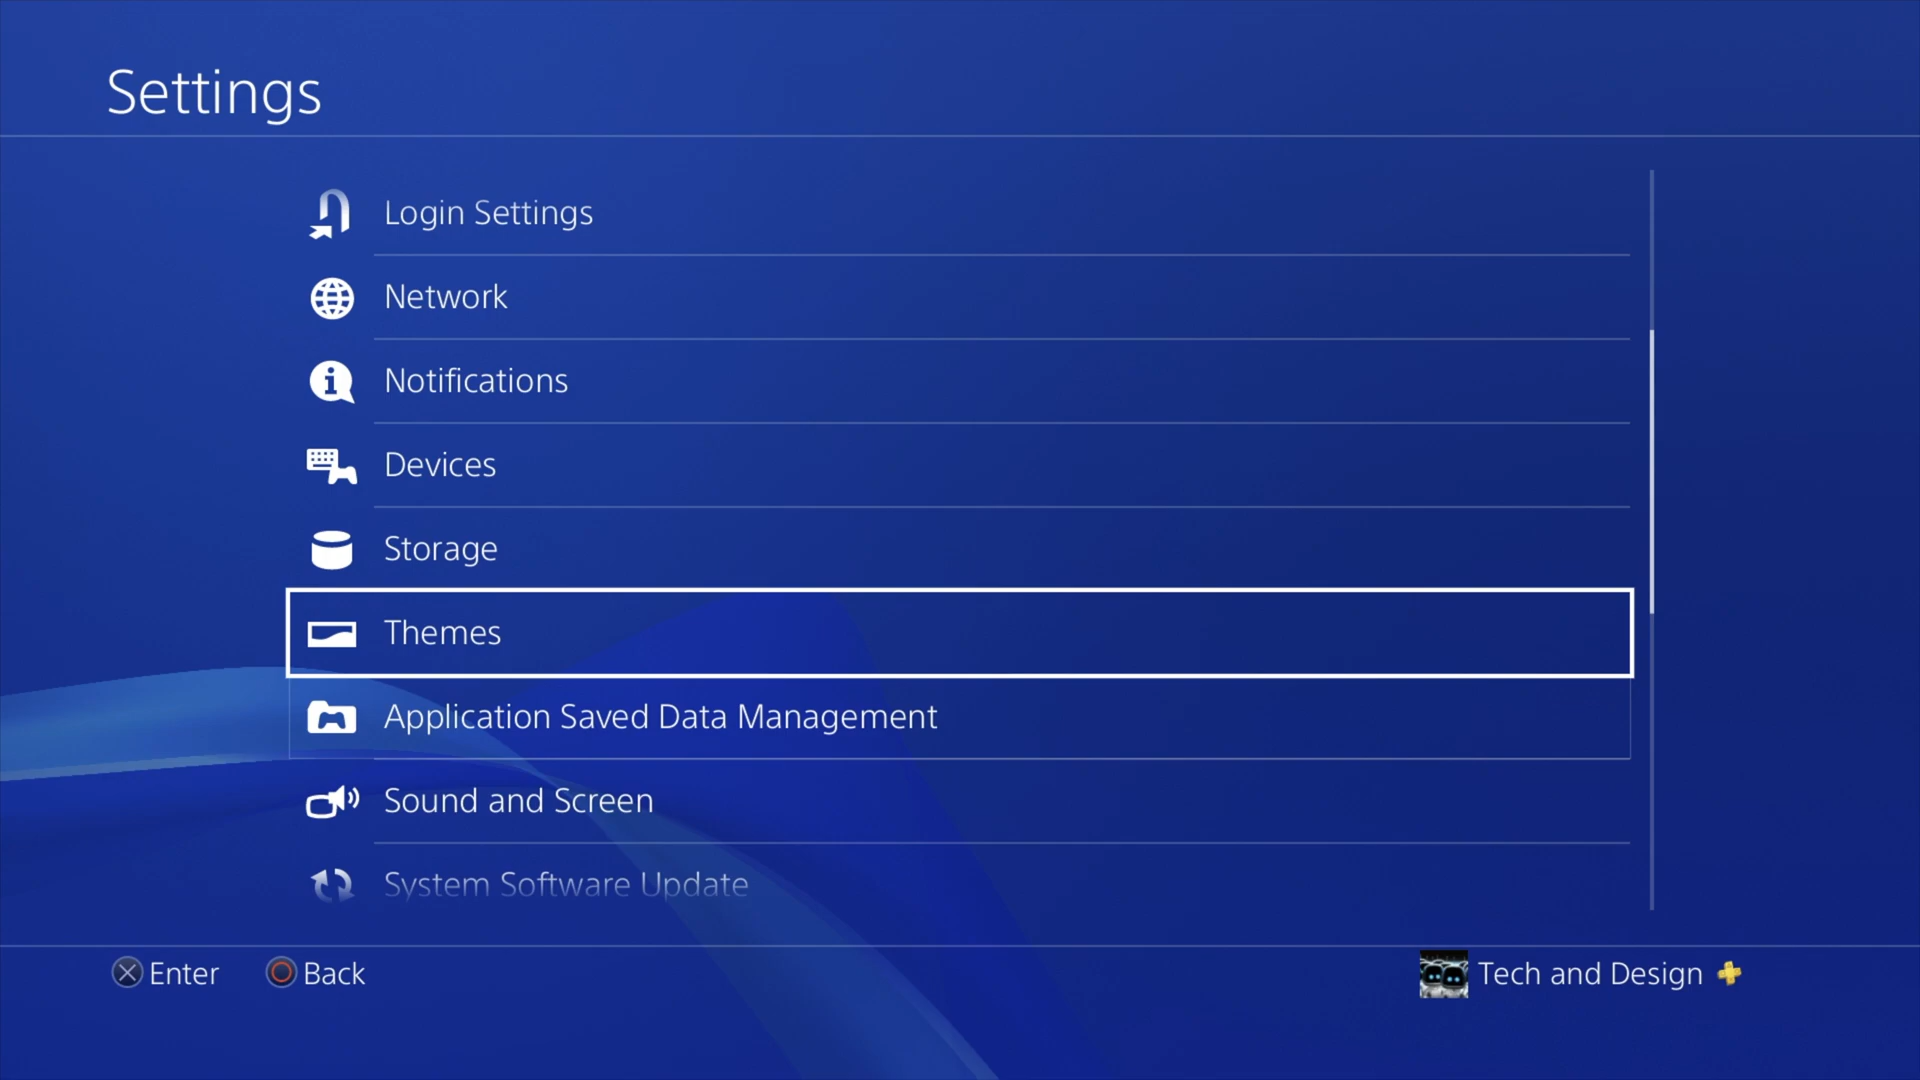 Settings
Login Settings
Network
Notifications
Devices
Storage
Themes
Application Saved Data Management
Sound and Screen
System Software Update
Enter
Back
Tech and Design